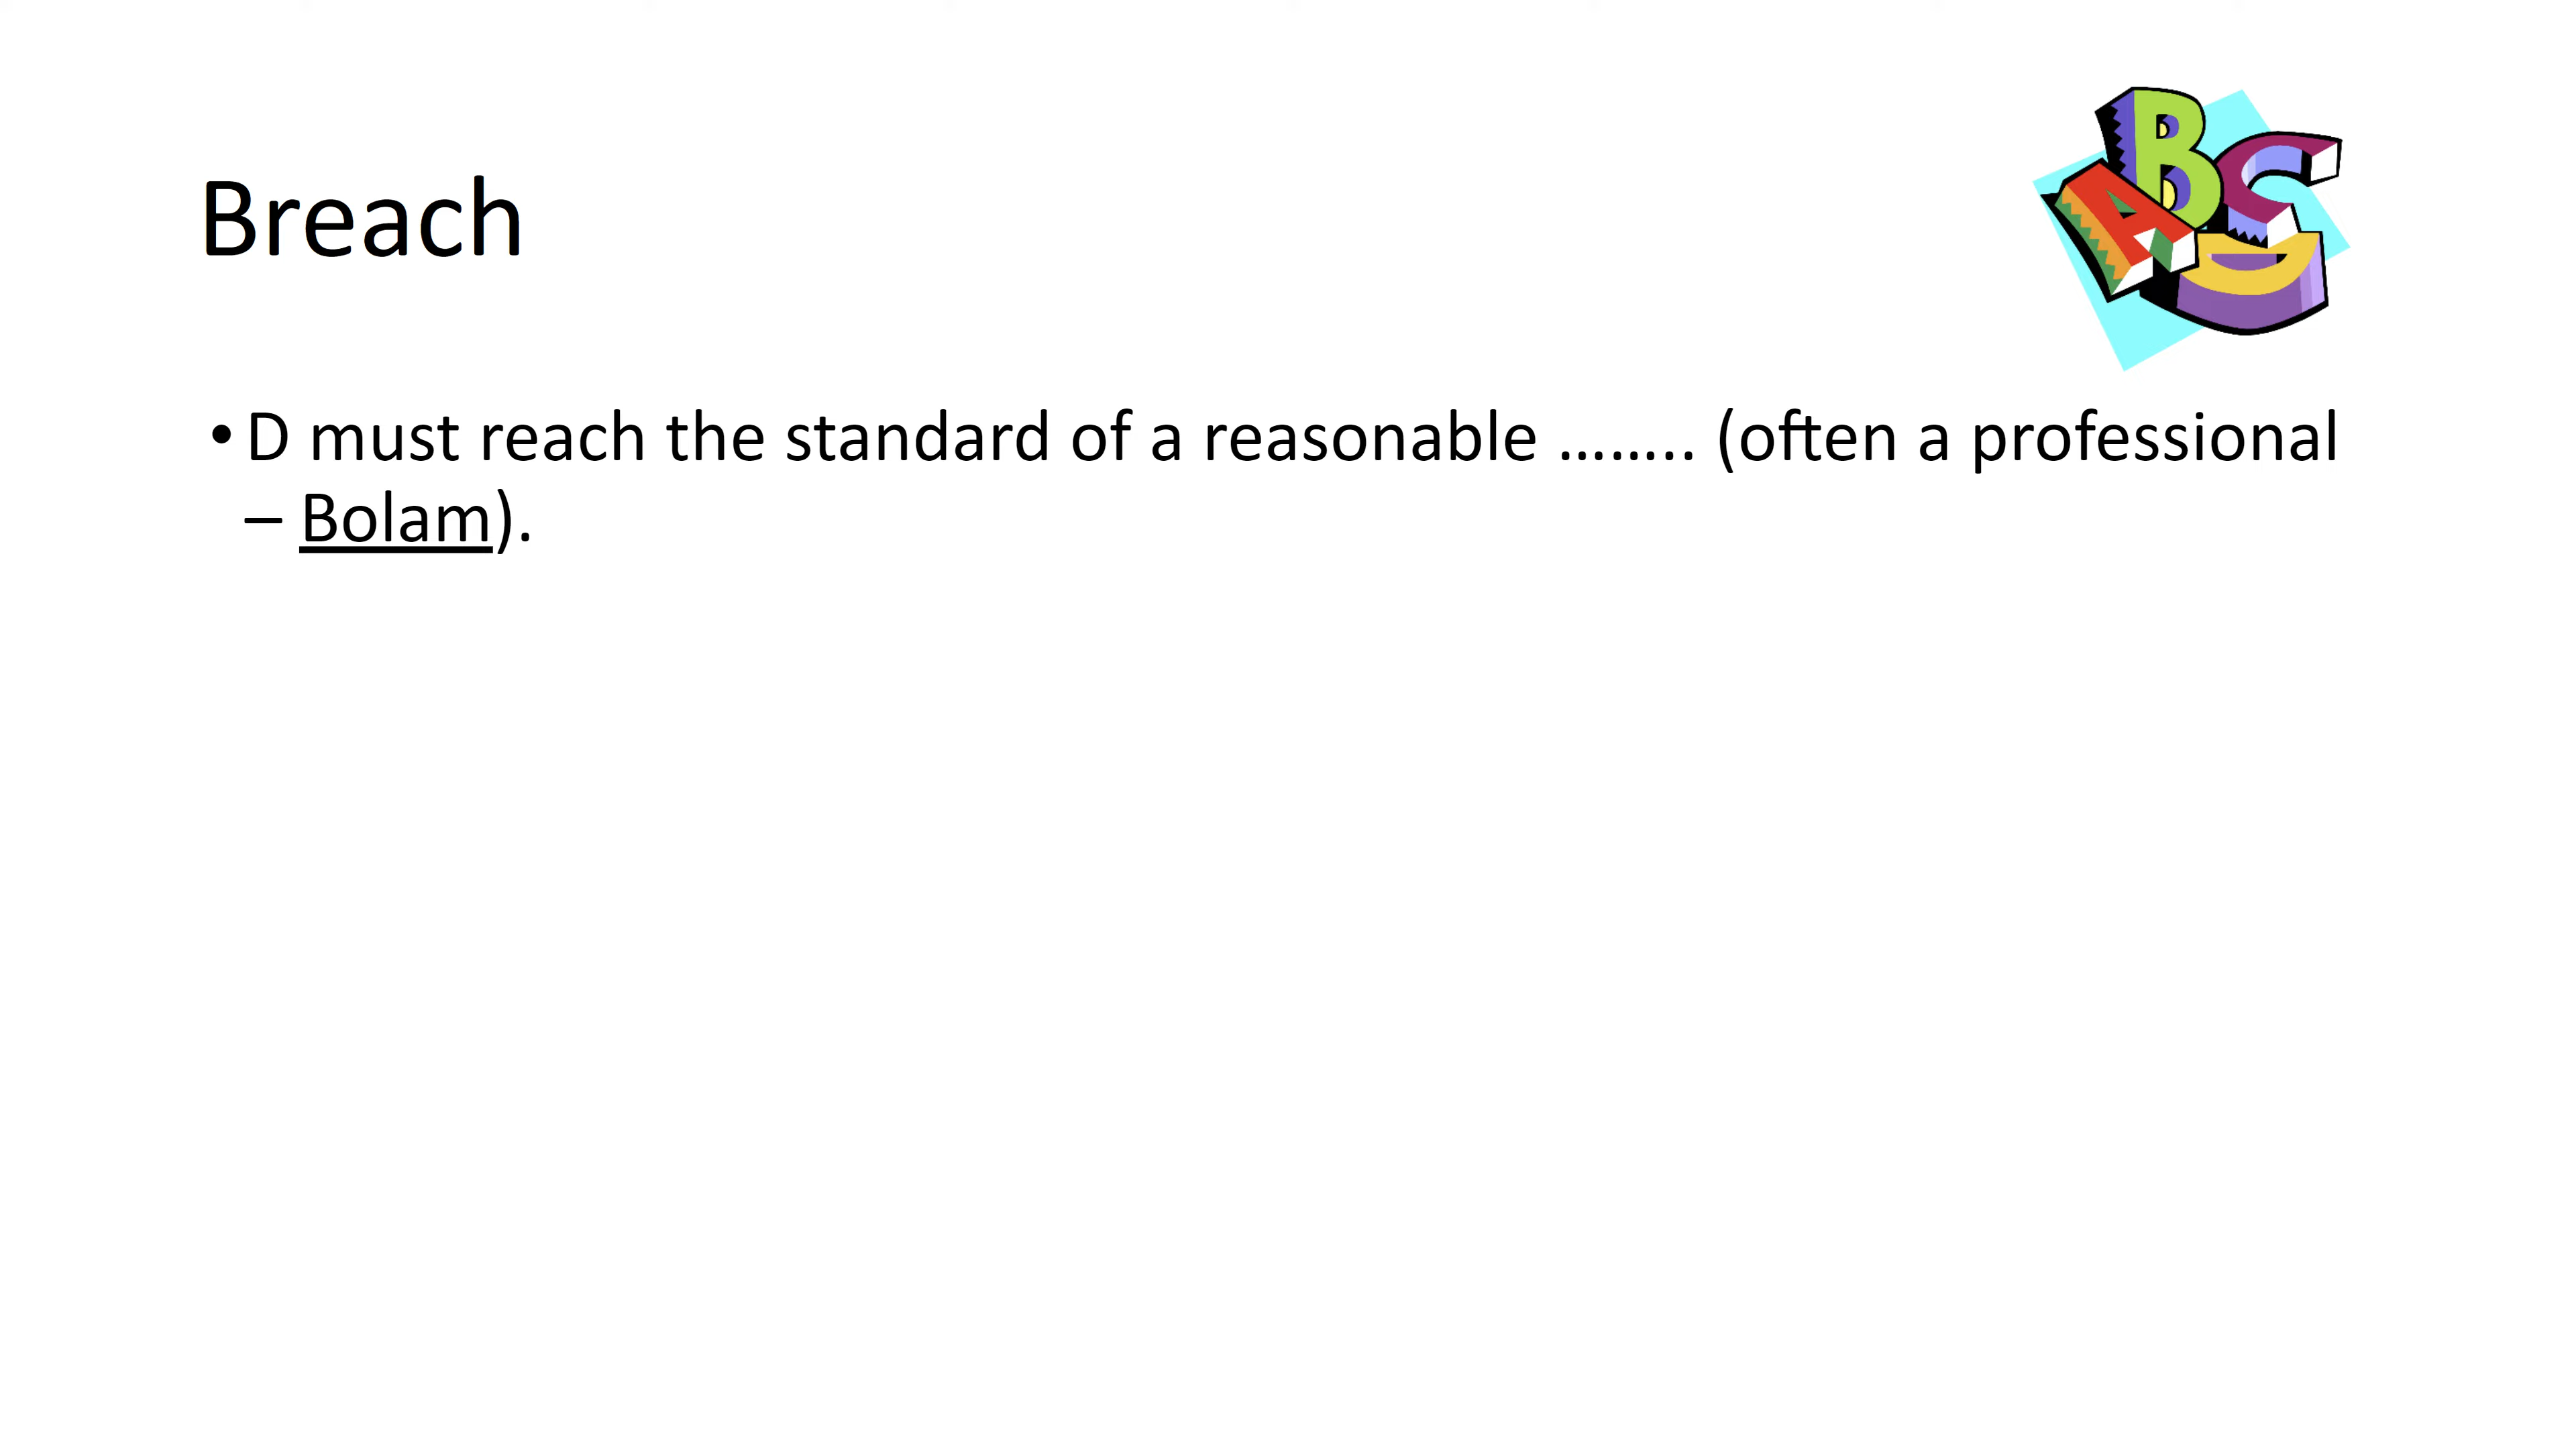 Breach
A B C D
• D must reach the standard of a reasonable …….. (often a professional
– Bolam).